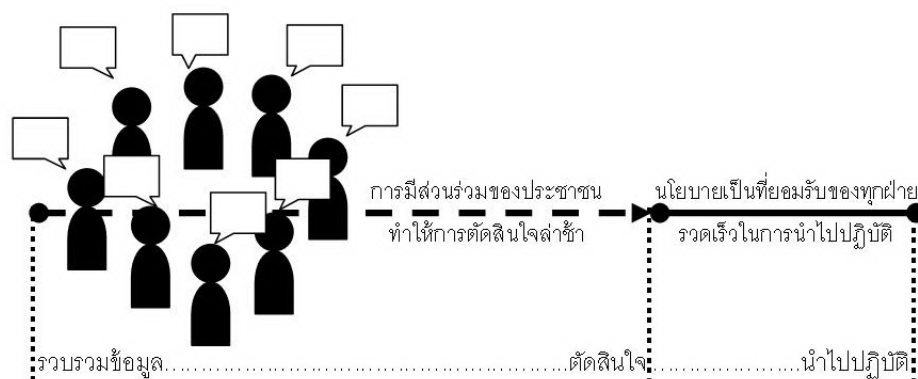 การมีส่วนร่วมของประชาชน
ทำให้การตัดสินใจล่าช้า
นโยบายเป็นที่ยอมรับของทุกฝ่าย
รวดเร็วในการนำไปปฏิบัติ
รวบรวมข้อมูล.......................................................ตัดสินใจ.....................นำไปปฏิบัติ